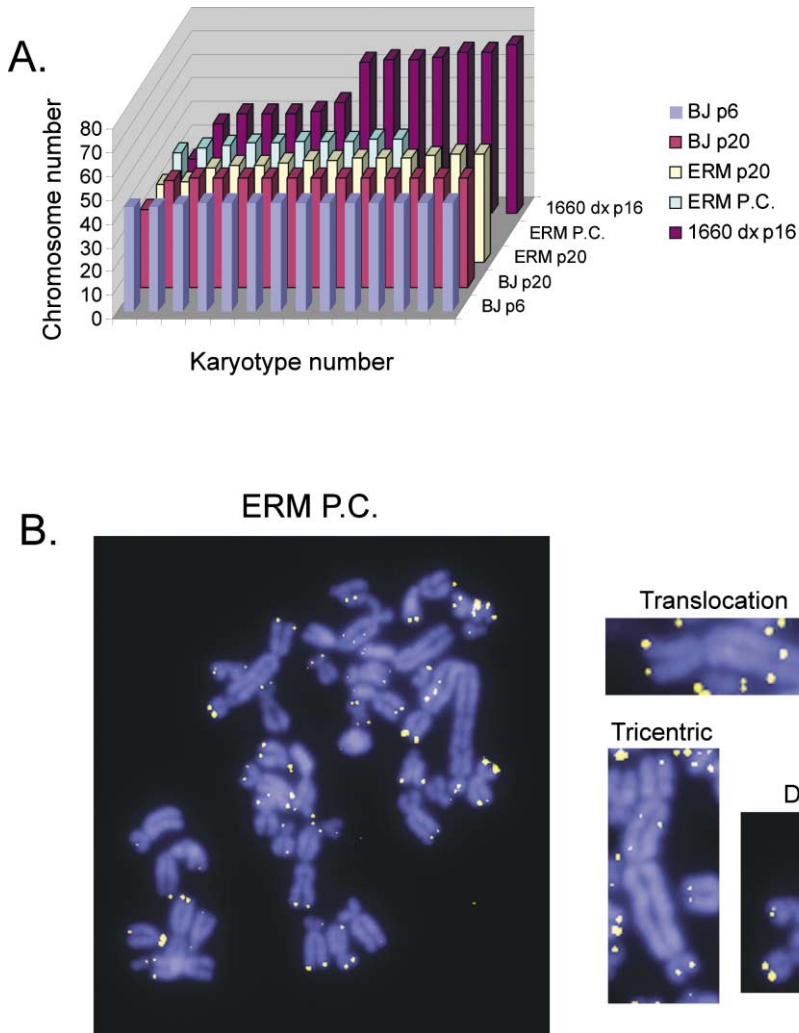 A.
Chromosome number
80
70
60
50
40
30
20
10
0
1660 dx p16
ERM P.C.
ERM p20
BJ p20
BJ p6
Karyotype number
BJ p6
BJ p20
ERM p20
ERM P.C.
1660 dx p16
B.
ERM P.C.
Translocation
Tricentric
D